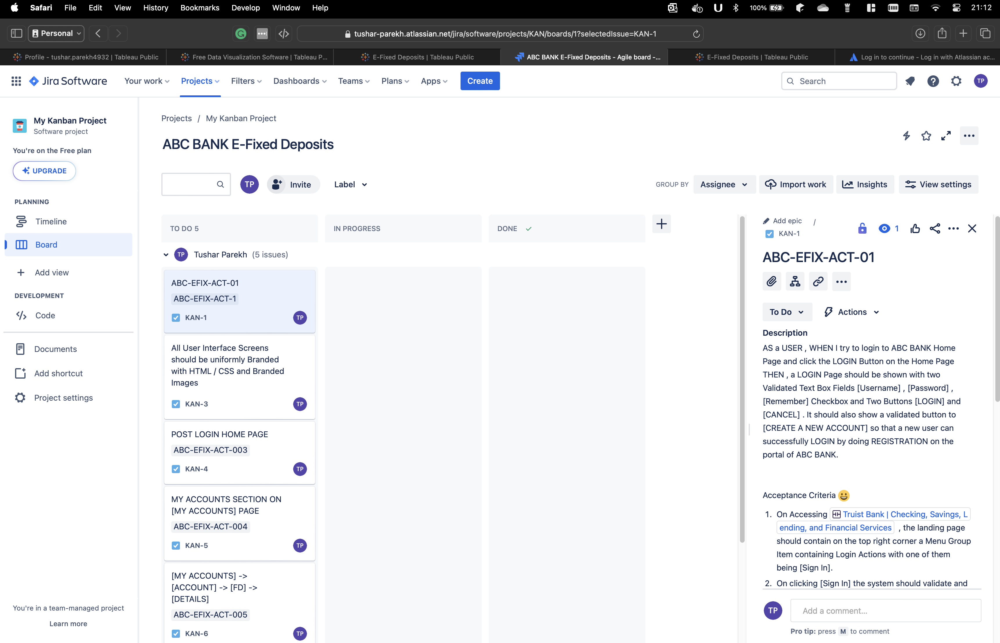 Safari File Edit View History Bookmarks Develop Window Help 100% 21:12
Personal tushar-parekh.atlassian.net/jira/software/projects/KAN/boards/1?selectedIssue=KAN-1
Profile - tushar.parekh4932 | Tableau Public Free Data Visualization Software | Tableau P... E-Fixed Deposits | Tableau Public ABC BANK E-Fixed Deposits - Agile board -... E-Fixed Deposits | Tableau Public Log in to continue - Log in with Atlassian ac...
Jira Software Your work Projects Filters Dashboards Teams Plans Apps Create Search TP
My Kanban Project
Software project
You're on the Free plan
UPGRADE
PLANNING
Timeline
Board
Add view
DEVELOPMENT
Code
Documents
Add shortcut
Project settings
You're in a team-managed project
Learn more
Projects / My Kanban Project
ABC BANK E-Fixed Deposits
TP Invite Label GROUP BY Assignee Import work Insights View settings
TO DO 5 IN PROGRESS DONE
TP Tushar Parekh (5 issues)
ABC-EFIX-ACT-01
ABC-EFIX-ACT-1
KAN-1 TP
All User Interface Screens
should be uniformly Branded
with HTML / CSS and Branded
Images
KAN-3 TP
POST LOGIN HOME PAGE
ABC-EFIX-ACT-003
KAN-4 TP
MY ACCOUNTS SECTION ON
[MY ACCOUNTS] PAGE
ABC-EFIX-ACT-004
KAN-5 TP
[MY ACCOUNTS] ->
[ACCOUNT] -> [FD] ->
[DETAILS]
ABC-EFIX-ACT-005
KAN-6 TP
Add epic /
KAN-1 1
ABC-EFIX-ACT-01
To Do Actions
Description
AS a USER , WHEN I try to login to ABC BANK Home
Page and click the LOGIN Button on the Home Page
THEN , a LOGIN Page should be shown with two
Validated Text Box Fields [Username] , [Password] ,
[Remember] Checkbox and Two Buttons [LOGIN] and
[CANCEL] . It should also show a validated button to
[CREATE A NEW ACCOUNT] so that a new user can
successfully LOGIN by doing REGISTRATION on the
portal of ABC BANK.
Acceptance Criteria 😀
1. On Accessing Truist Bank | Checking, Savings, L
ending, and Financial Services , the landing page
should contain on the top right corner a Menu Group
Item containing Login Actions with one of them
being [Sign In].
2. On clicking [Sign In] the system should validate and
TP Add a comment...
Pro tip: press M to comment